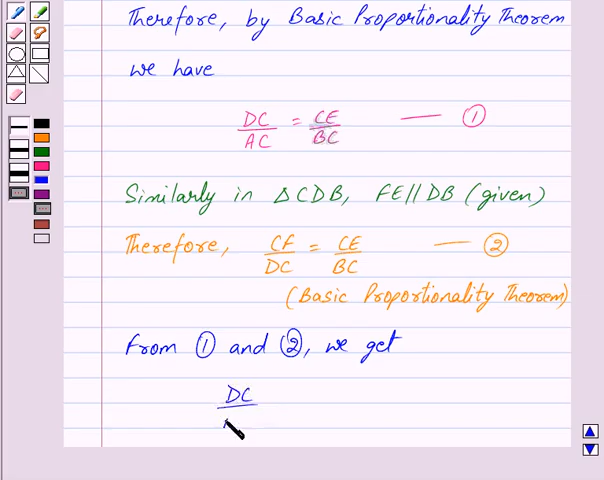 Therefore, by Basic Proportionality Theorem
we have
DC/AC = CE/BC — ①
Similarly in △CDB, FE//DB (given)
Therefore, CF/DC = CE/BC — ②
(Basic Proportionality Theorem)
From ① and ②, we get
DC